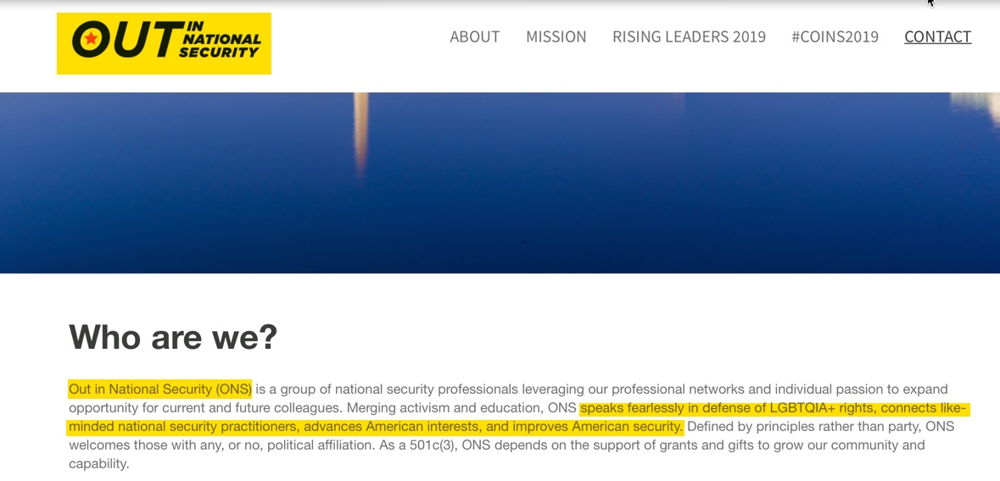 OUT IN NATIONAL SECURITY
ABOUT MISSION RISING LEADERS 2019 #COINS2019 CONTACT
Who are we?
Out in National Security (ONS) is a group of national security professionals leveraging our professional networks and individual passion to expand
opportunity for current and future colleagues. Merging activism and education, ONS speaks fearlessly in defense of LGBTQIA+ rights, connects like-
minded national security practitioners, advances American interests, and improves American security. Defined by principles rather than party, ONS
welcomes those with any, or no, political affiliation. As a 501c(3), ONS depends on the support of grants and gifts to grow our community and
capability.